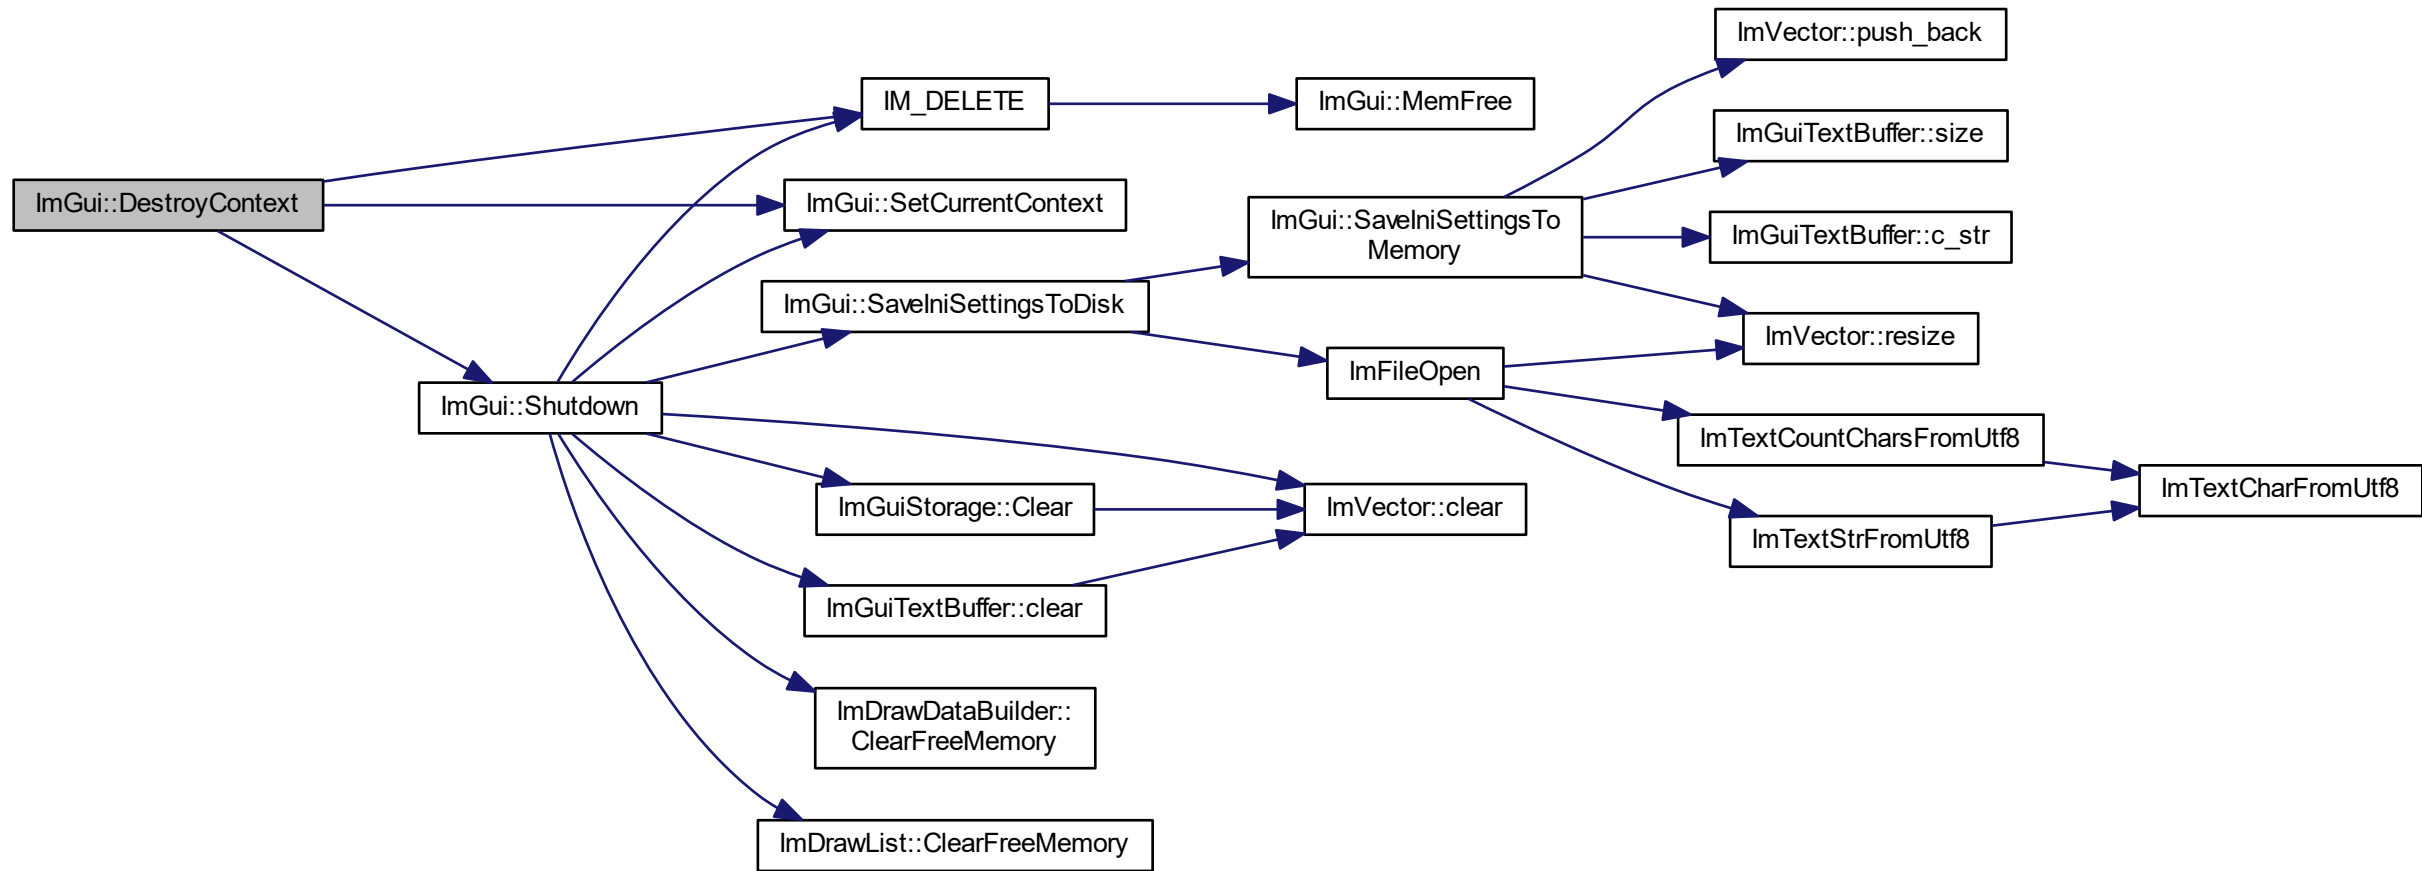 ImGui::DestroyContext
ImGui::Shutdown
IM_DELETE
ImGui::SetCurrentContext
ImGui::SaveIniSettingsToDisk
ImGuiStorage::Clear
ImGuiTextBuffer::clear
ImDrawDataBuilder::
ClearFreeMemory
ImDrawList::ClearFreeMemory
ImGui::MemFree
ImGui::SaveIniSettingsTo
Memory
ImFileOpen
ImVector::clear
ImVector::push_back
ImGuiTextBuffer::size
ImGuiTextBuffer::c_str
ImVector::resize
ImTextCountCharsFromUtf8
ImTextStrFromUtf8
ImTextCharFromUtf8